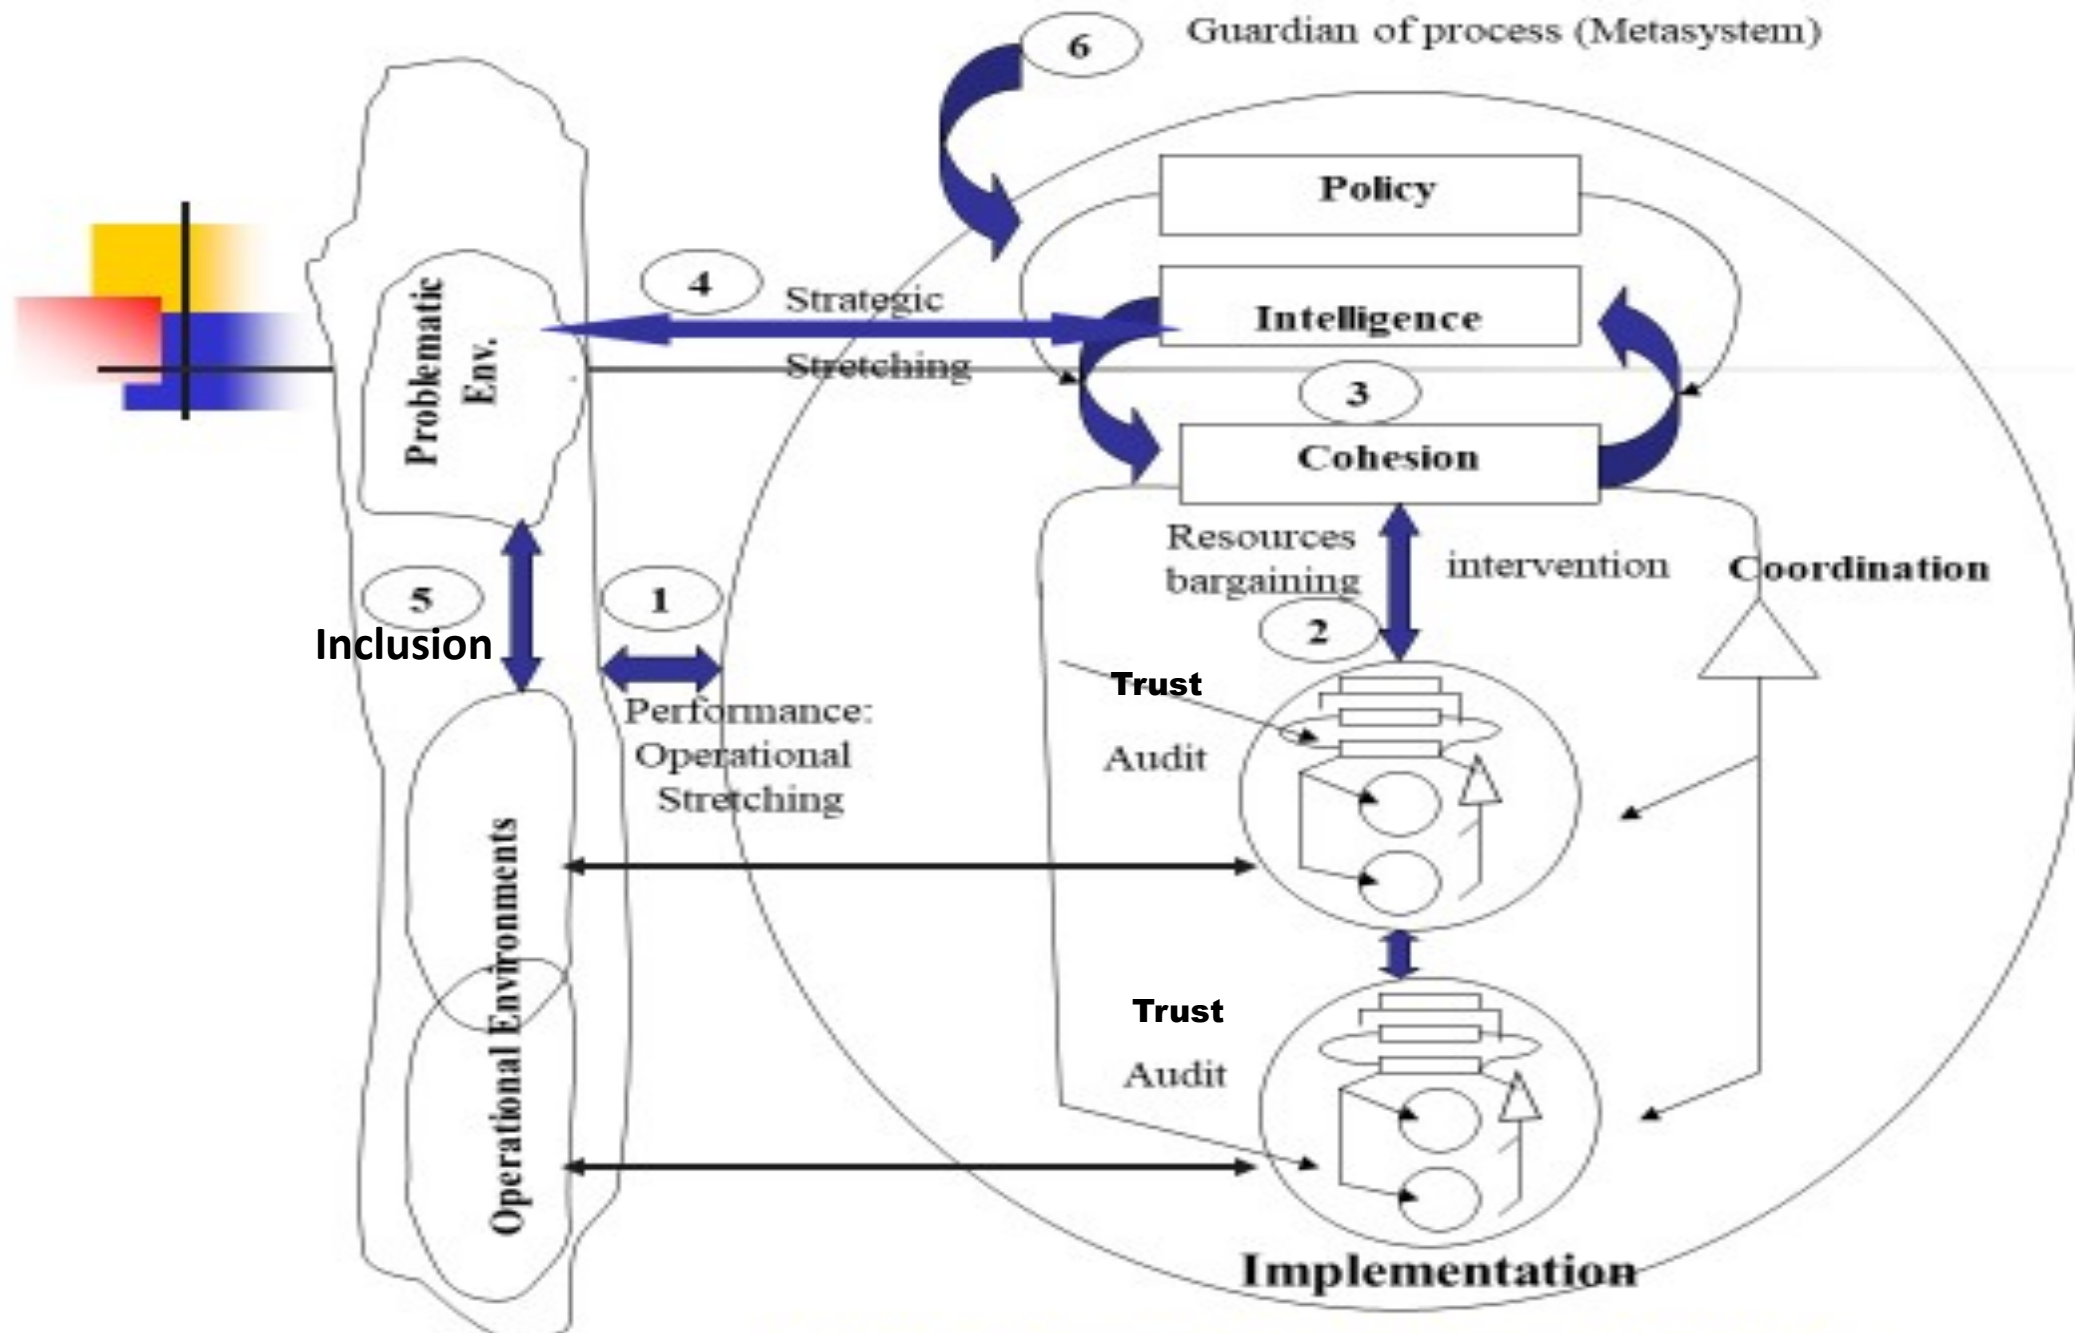 6
Guardian of process (Metasystem)
Policy
4
Strategic
Stretching
Intelligence
Problematic
Env.
3
Cohesion
Resources
bargaining
intervention
Coordination
5
Inclusion
1
2
Performance:
Operational
Stretching
Trust
Audit
Operational Environments
Trust
Audit
Implementation